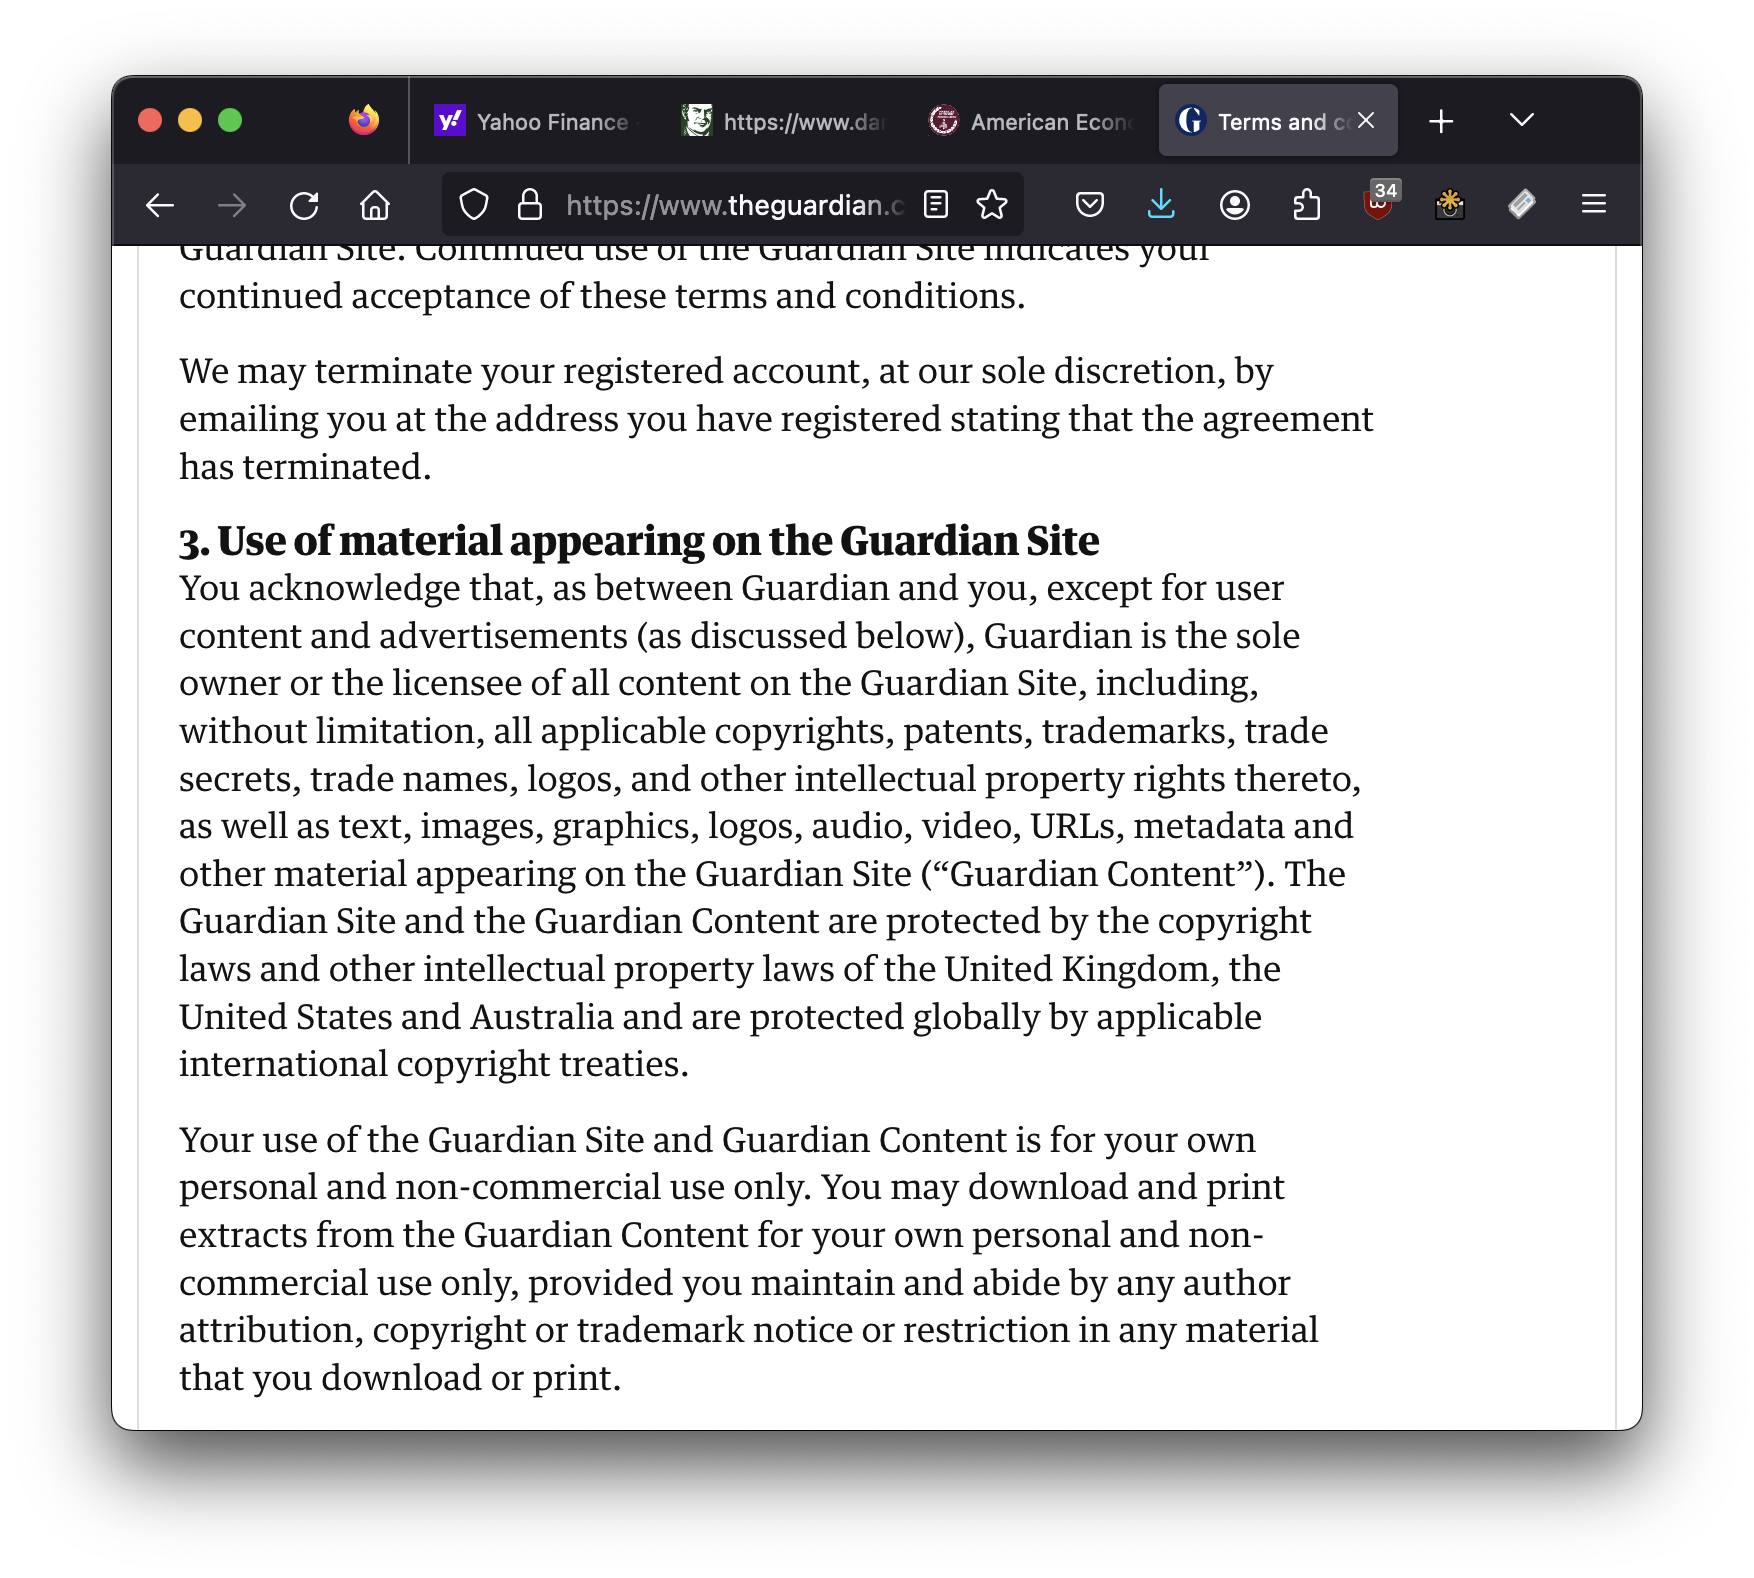 Yahoo Finance
https://www.da
American Econ
Terms and c
https://www.theguardian.c
34
Guardian Site. Continued use of the Guardian Site indicates your
continued acceptance of these terms and conditions.
We may terminate your registered account, at our sole discretion, by
emailing you at the address you have registered stating that the agreement
has terminated.
3. Use of material appearing on the Guardian Site
You acknowledge that, as between Guardian and you, except for user
content and advertisements (as discussed below), Guardian is the sole
owner or the licensee of all content on the Guardian Site, including,
without limitation, all applicable copyrights, patents, trademarks, trade
secrets, trade names, logos, and other intellectual property rights thereto,
as well as text, images, graphics, logos, audio, video, URLs, metadata and
other material appearing on the Guardian Site (“Guardian Content”). The
Guardian Site and the Guardian Content are protected by the copyright
laws and other intellectual property laws of the United Kingdom, the
United States and Australia and are protected globally by applicable
international copyright treaties.
Your use of the Guardian Site and Guardian Content is for your own
personal and non-commercial use only. You may download and print
extracts from the Guardian Content for your own personal and non-
commercial use only, provided you maintain and abide by any author
attribution, copyright or trademark notice or restriction in any material
that you download or print.